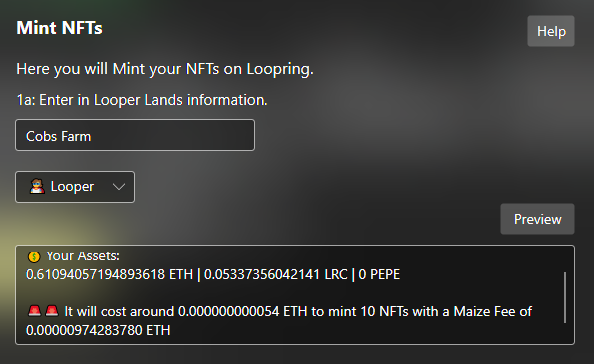 Mint NFTs
Help
Here you will Mint your NFTs on Loopring.
1a: Enter in Looper Lands information.
Cobs Farm
Looper
Preview
Your Assets:
0.61094057194893618 ETH | 0.05337356042141 LRC | 0 PEPE
🚨🚨 It will cost around 0.000000000054 ETH to mint 10 NFTs with a Maize Fee of
0.00000974283780 ETH